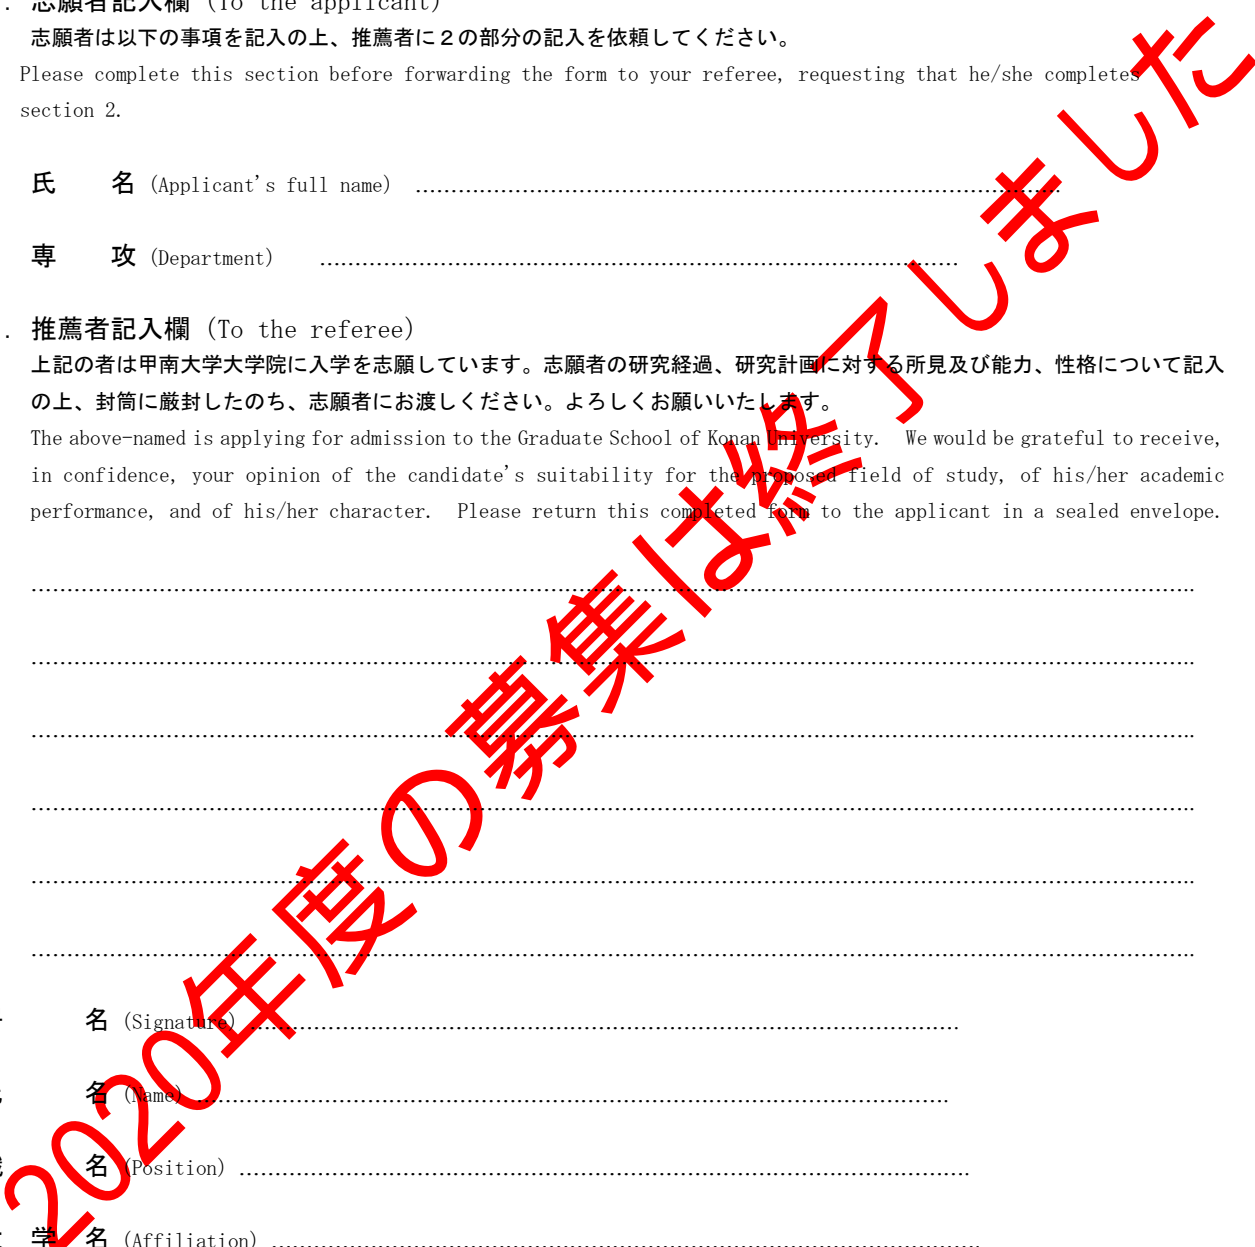 . 志願者記入欄 (To the applicant)
志願者は以下の事項を記入の上、推薦者に２の部分の記入を依頼してください。
Please complete this section before forwarding the form to your referee, requesting that he/she completes
section 2.
氏 名 (Applicant's full name) ……………………………………………………………………………
専 攻 (Department) ……………………………………………………………………………
. 推薦者記入欄 (To the referee)
上記の者は甲南大学大学院に入学を志願しています。志願者の研究経過、研究計画に対する所見及び能力、性格について記入
の上、封筒に厳封したのち、志願者にお渡しください。よろしくお願いいたします。
The above-named is applying for admission to the Graduate School of Konan University. We would be grateful to receive,
in confidence, your opinion of the candidate's suitability for the proposed field of study, of his/her academic
performance, and of his/her character. Please return this completed form to the applicant in a sealed envelope.
名 (Signature) ……………………………………………………………………………
名 (Name) ……………………………………………………………………………
名 (Position) ……………………………………………………………………………
学 名 (Affiliation) ……………………………………………………………………………
2020年度の募集は終了しました